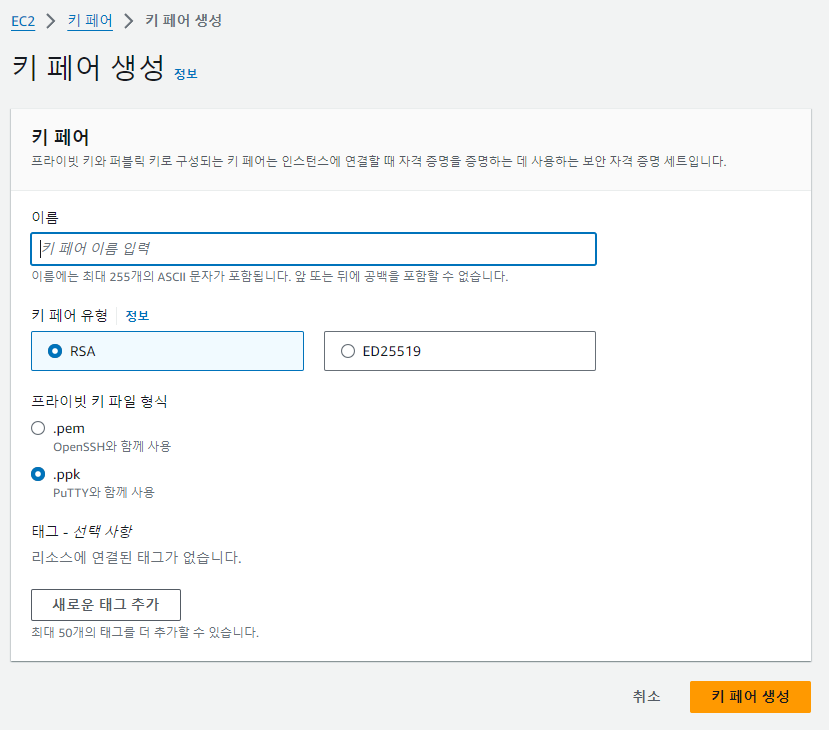 EC2 > 키 페어 > 키 페어 생성
키 페어 생성 정보
키 페어
프라이빗 키와 퍼블릭 키로 구성되는 키 페어는 인스턴스에 연결할 때 자격 증명을 증명하는 데 사용하는 보안 자격 증명 세트입니다.
이름
키 페어 이름 입력
이름에는 최대 255개의 ASCII 문자가 포함됩니다. 앞 또는 뒤에 공백을 포함할 수 없습니다.
키 페어 유형 정보
RSA ED25519
프라이빗 키 파일 형식
.pem
OpenSSH와 함께 사용
.ppk
PuTTY와 함께 사용
태그 - 선택 사항
리소스에 연결된 태그가 없습니다.
새로운 태그 추가
최대 50개의 태그를 더 추가할 수 있습니다.
취소 키 페어 생성